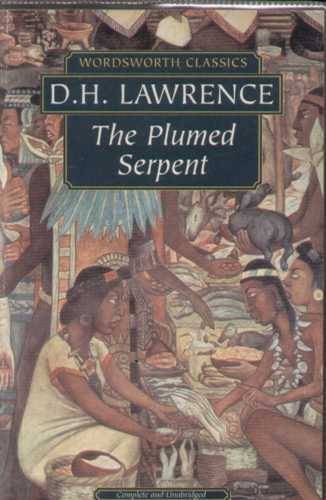 WORDSWORTH CLASSICS
D.H. LAWRENCE
The Plumed
Serpent
Complete and Unabridged